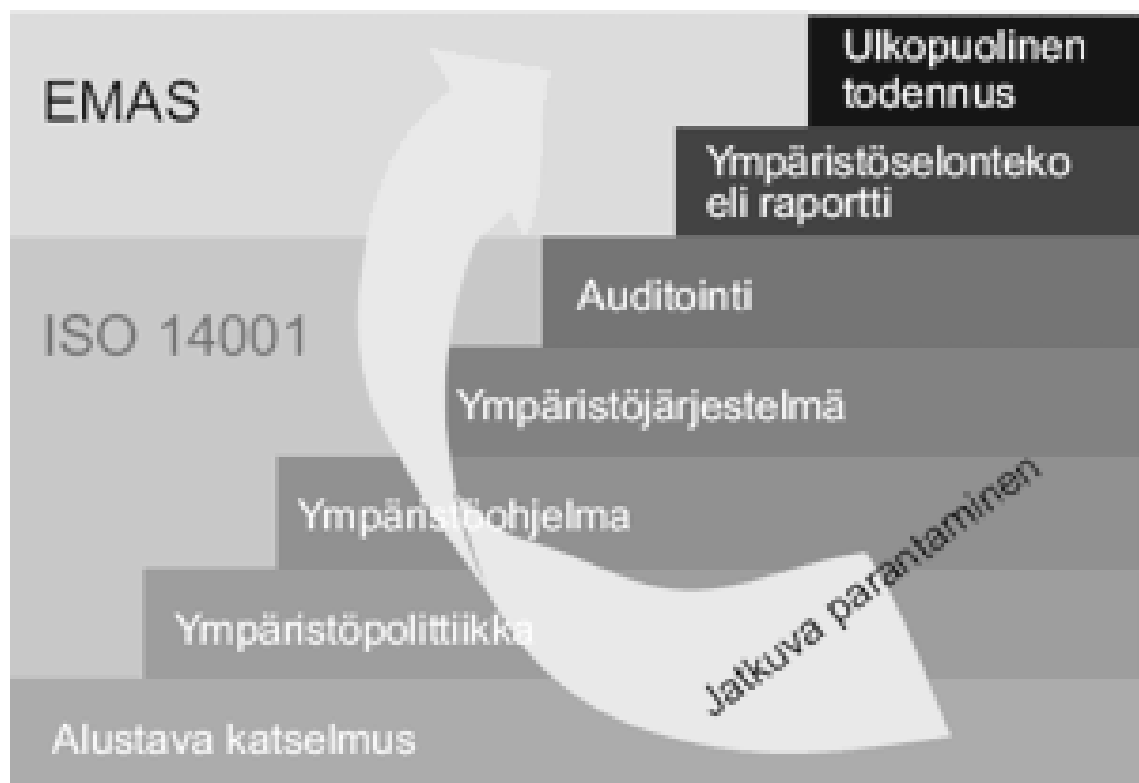 EMAS
Ulkopuolinen
todennus
Ympäristöselonteko
eli raportti
ISO 14001
Auditointi
Ympäristöjärjestelmä
Ympäristöohjelma
Ympäristöpolittiikka
Alustava katselmus
Jatkuva parantaminen